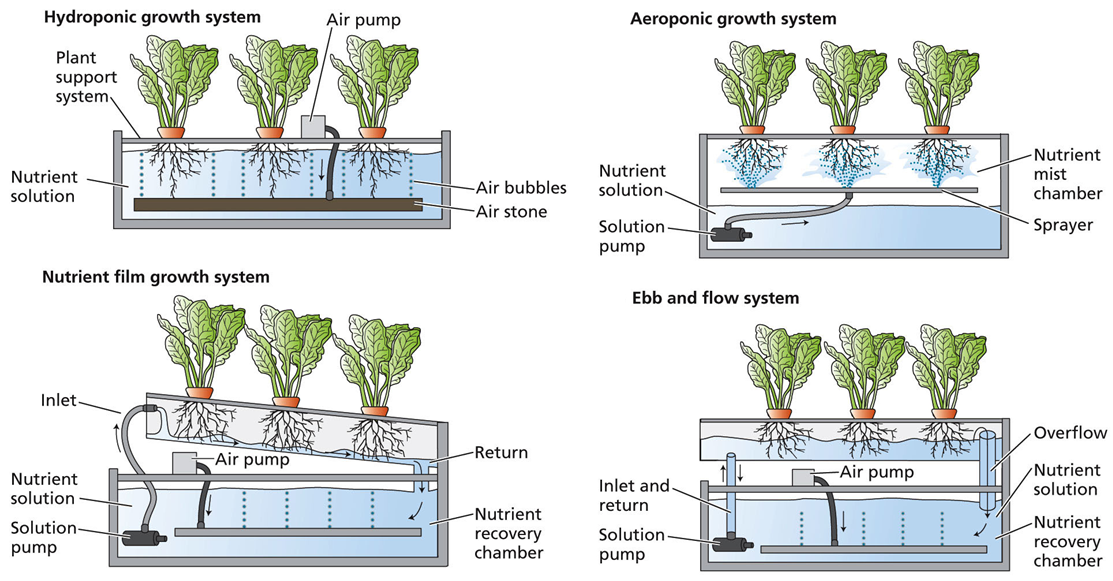 Hydroponic growth system
Air pump
Plant
support
system
Nutrient
solution
Air bubbles
Air stone
Aeroponic growth system
Nutrient
solution
Solution
pump
Nutrient
mist
chamber
Sprayer
Nutrient film growth system
Inlet
Air pump
Return
Nutrient
solution
Solution
pump
Nutrient
recovery
chamber
Ebb and flow system
Overflow
Air pump
Inlet and
return
Nutrient
solution
Solution
pump
Nutrient
recovery
chamber